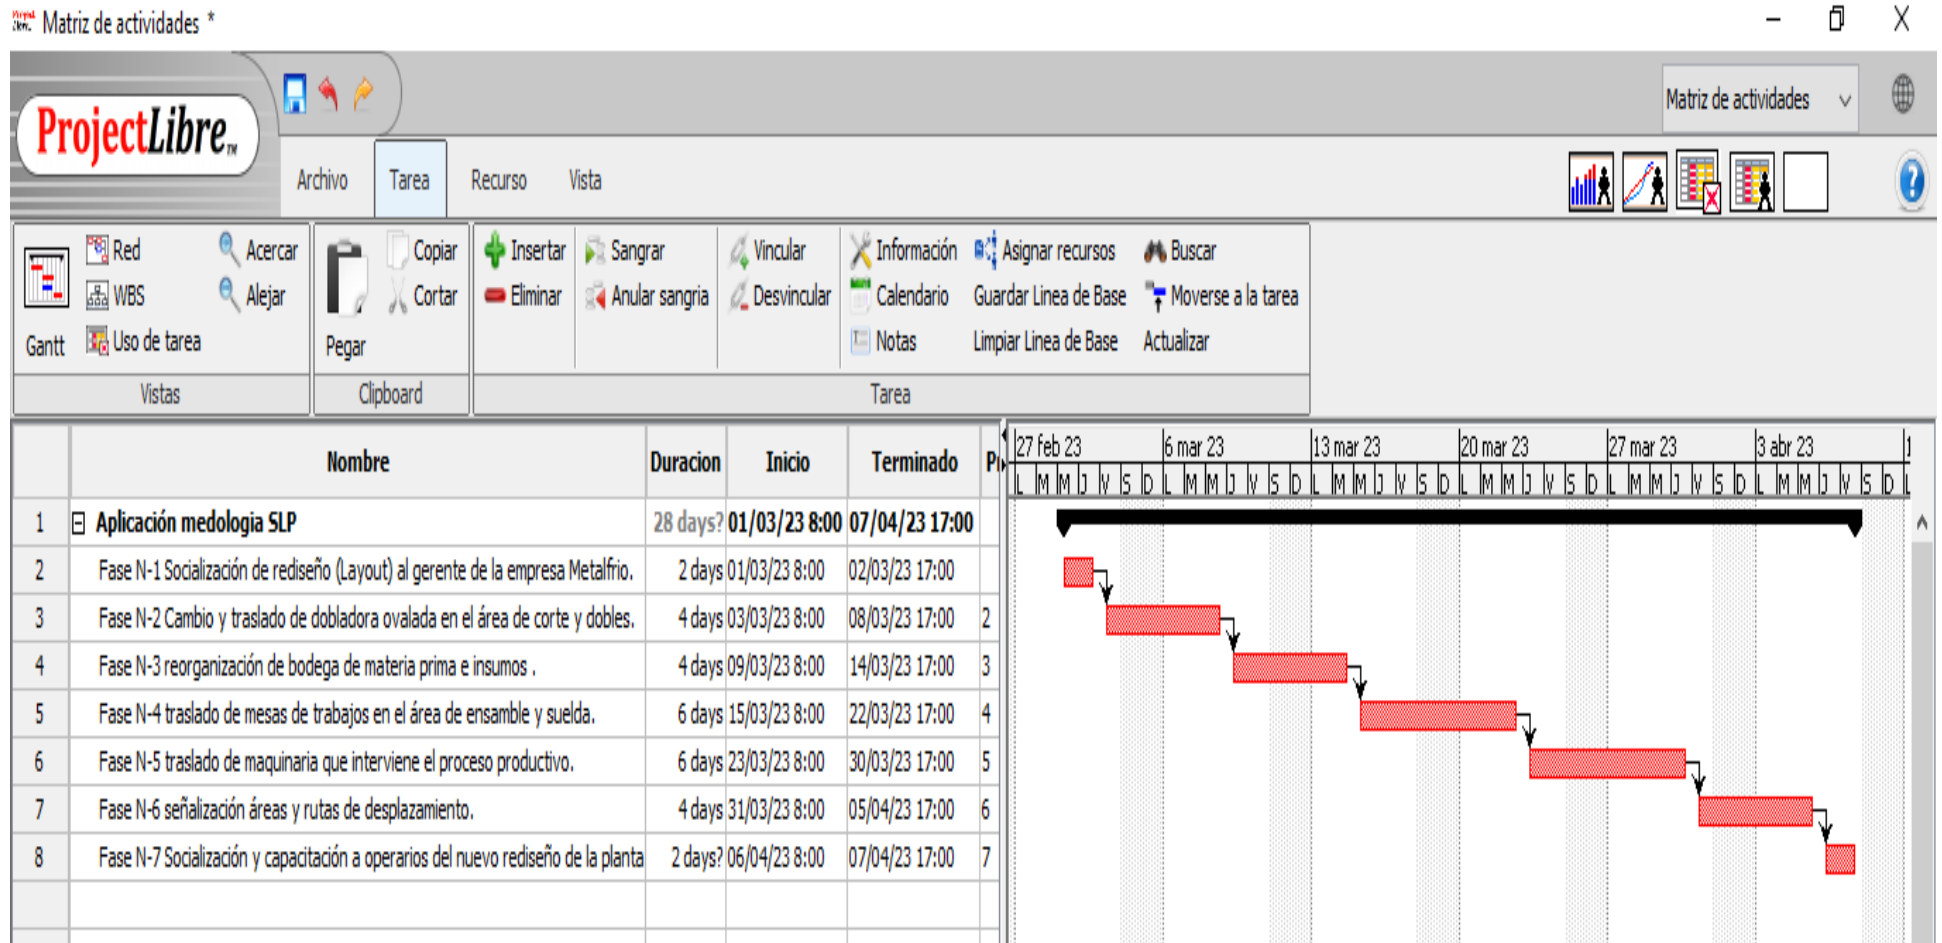 Matriz de actividades *
Matriz de actividades
ProjectLibre TM
Archivo Tarea Recurso Vista
Red Acercar Copiar Insertar Sangrar Vincular Información Asignar recursos Buscar
WBS Alejar Cortar Eliminar Anular sangria Desvincular Calendario Guardar Linea de Base Moverse a la tarea
Gantt Uso de tarea Pegar Notas Limpiar Linea de Base Actualizar
Vistas Clipboard Tarea
Nombre Duracion Inicio Terminado
27 feb 23 6 mar 23 13 mar 23 20 mar 23 27 mar 23 3 abr 23 1
L M M J V S D L M M J V S D L M M J V S D L M M J V S D L M M J V S D L M M J V S D L
1 Aplicación medologia SLP 28 days? 01/03/23 8:00 07/04/23 17:00
2 Fase N-1 Socialización de rediseño (Layout) al gerente de la empresa Metalfrio. 2 days 01/03/23 8:00 02/03/23 17:00
3 Fase N-2 Cambio y traslado de dobladora ovalada en el área de corte y dobles. 4 days 03/03/23 8:00 08/03/23 17:00 2
4 Fase N-3 reorganización de bodega de materia prima e insumos . 4 days 09/03/23 8:00 14/03/23 17:00 3
5 Fase N-4 traslado de mesas de trabajos en el área de ensamble y suelda. 6 days 15/03/23 8:00 22/03/23 17:00 4
6 Fase N-5 traslado de maquinaria que interviene el proceso productivo. 6 days 23/03/23 8:00 30/03/23 17:00 5
7 Fase N-6 señalización áreas y rutas de desplazamiento. 4 days 31/03/23 8:00 05/04/23 17:00 6
8 Fase N-7 Socialización y capacitación a operarios del nuevo rediseño de la planta 2 days? 06/04/23 8:00 07/04/23 17:00 7